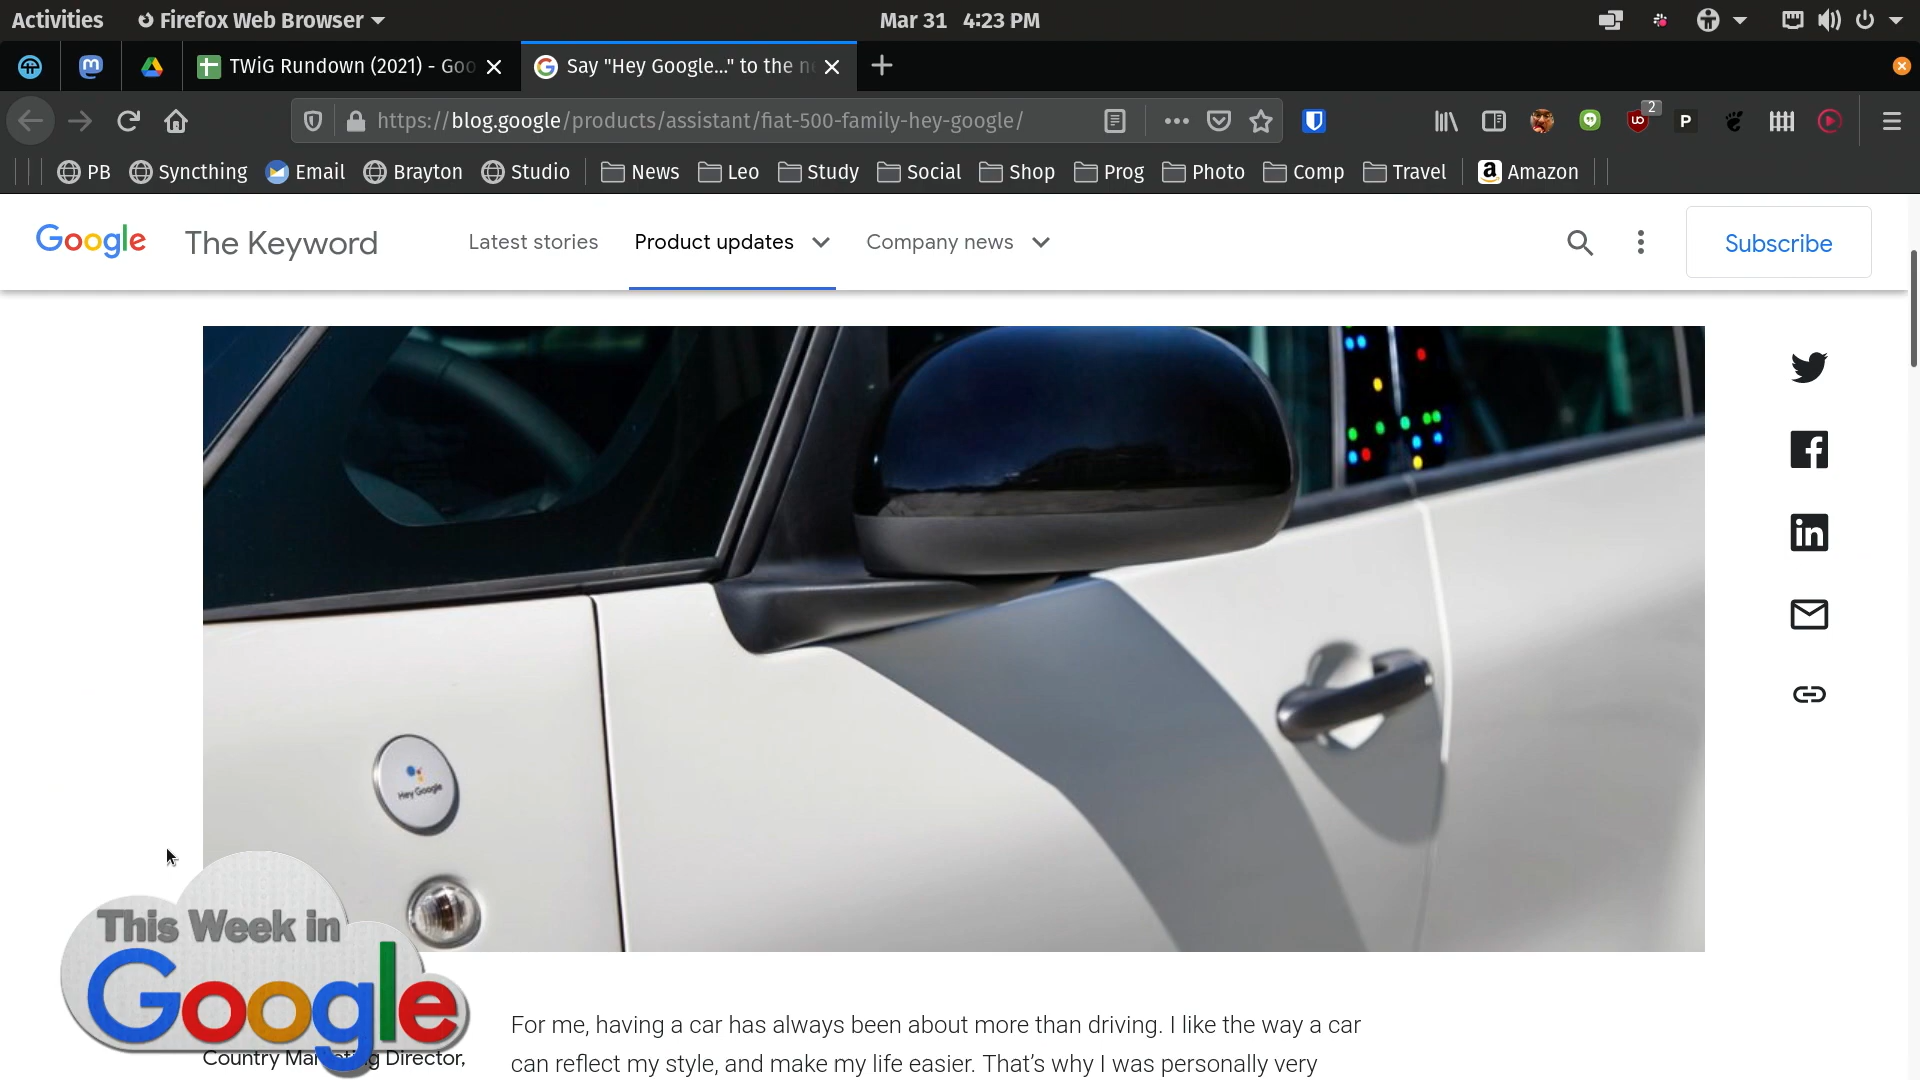 Activities Firefox Web Browser Mar 31 4:23 PM
TWiG Rundown (2021) - Goo Say "Hey Google..." to the n
https://blog.google/products/assistant/fiat-500-family-hey-google/ 2 P
PB Syncthing Email Brayton Studio News Leo Study Social Shop Prog Photo Comp Travel Amazon
Google The Keyword Latest stories Product updates Company news Subscribe
Hey Google
This Week in
Google
Country Marketing Director,
For me, having a car has always been about more than driving. I like the way a car
can reflect my style, and make my life easier. That's why I was personally very